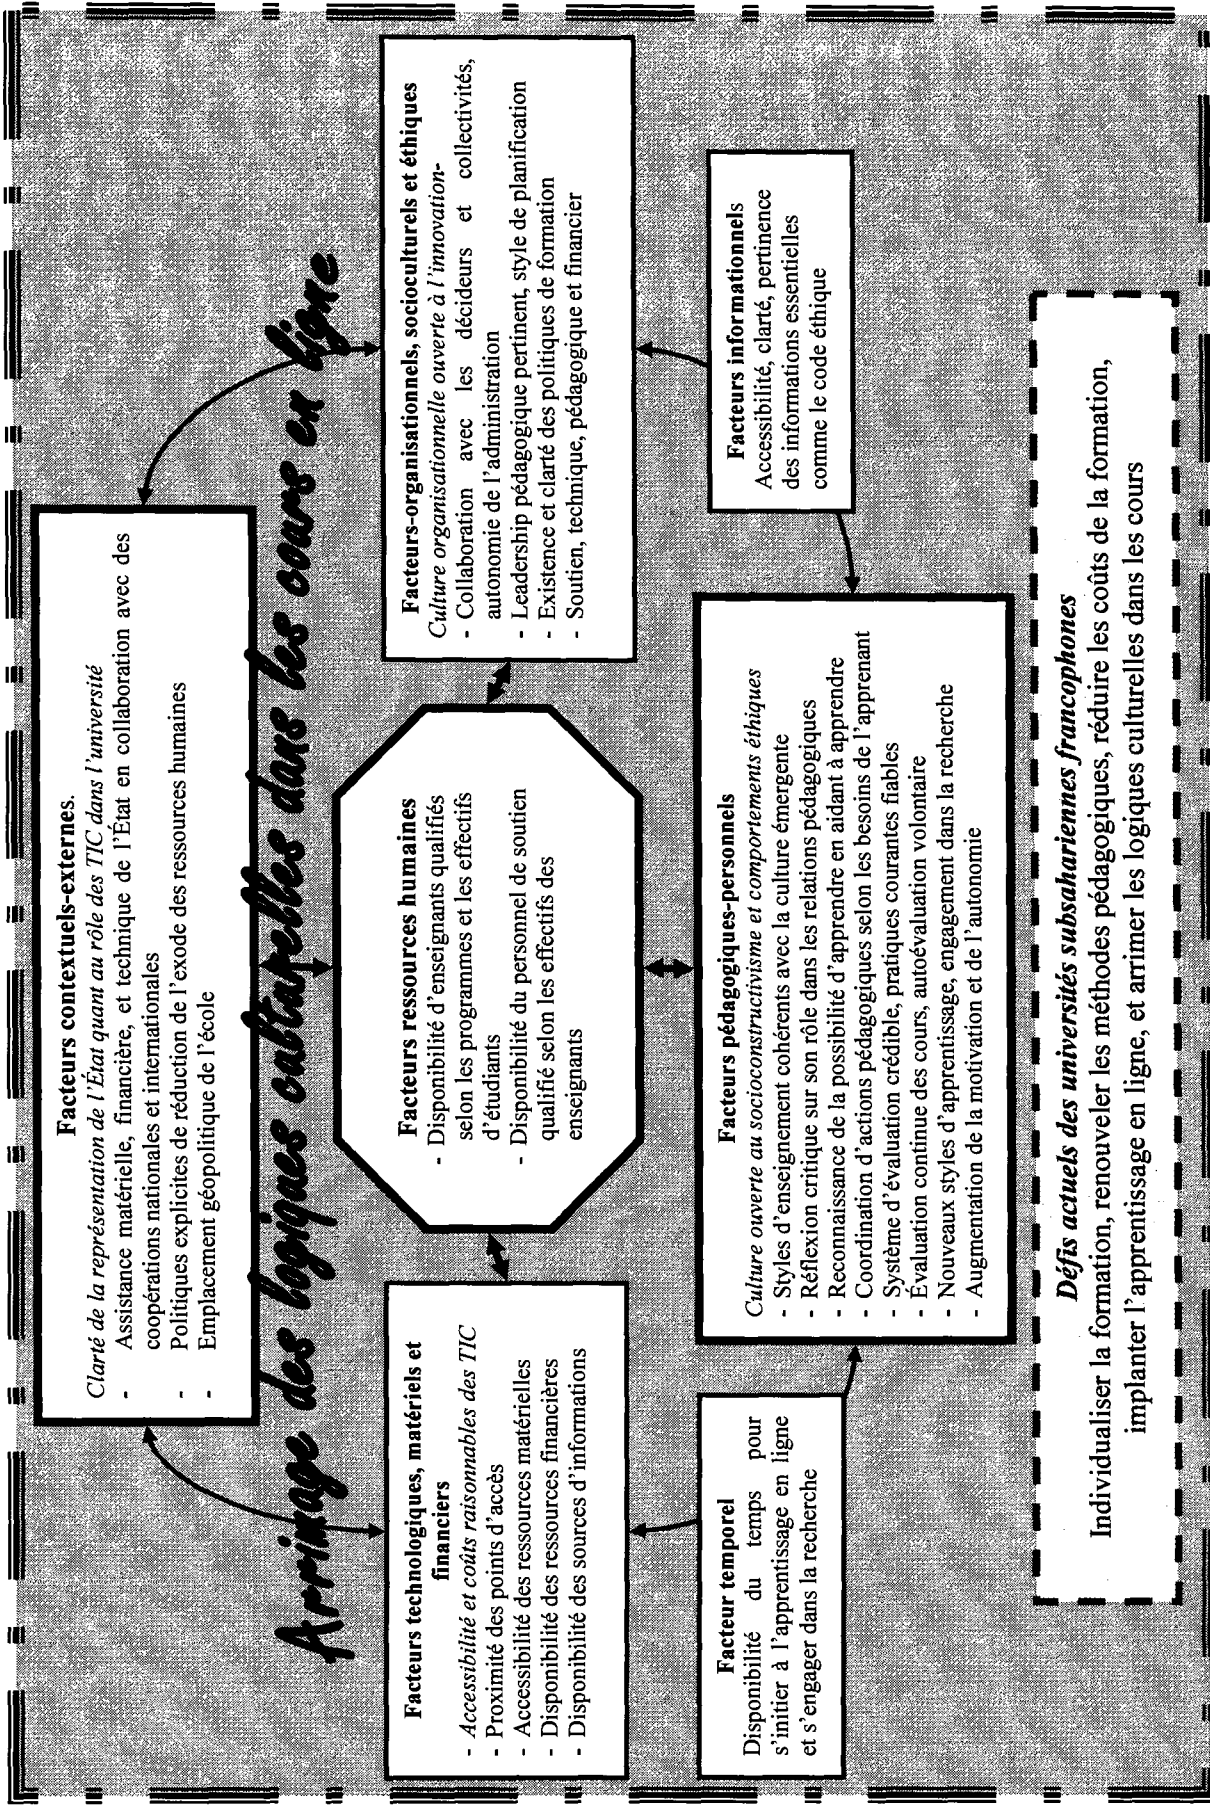 Facteurs contextuels-externes.
Clarté de la représentation de l'État quant au rôle des TIC dans l'université
- Assistance matérielle, financière, et technique de l'État en collaboration avec des
coopérations nationales et internationales
- Politiques explicites de réduction de l'exode des ressources humaines
- Emplacement géopolitique de l'école
Arrimage des logiques culturelles dans les cours en ligne
Facteurs technologiques, matériels et
financiers
- Accessibilité et coûts raisonnables des TIC
- Proximité des points d'accès
- Accessibilité des ressources matérielles
- Disponibilité des ressources financières
- Disponibilité des sources d'informations
Facteurs ressources humaines
- Disponibilité d'enseignants qualifiés
selon les programmes et les effectifs
d'étudiants
- Disponibilité du personnel de soutien
qualifié selon les effectifs des
enseignants
Facteurs-organisationnels, socioculturels et éthiques
Culture organisationnelle ouverte à l'innovation-
- Collaboration avec les décideurs et collectivités,
autonomie de l'administration
- Leadership pédagogique pertinent, style de planification
- Existence et clarté des politiques de formation
- Soutien, technique, pédagogique et financier
Facteur temporel
Disponibilité du temps pour
s'initier à l'apprentissage en ligne
et s'engager dans la recherche
Facteurs pédagogiques-personnels
Culture ouverte au socioconstructivisme et comportements éthiques
- Styles d'enseignement cohérents avec la culture émergente
- Réflexion critique sur son rôle dans les relations pédagogiques
- Reconnaissance de la possibilité d'apprendre en aidant à apprendre
- Coordination d'actions pédagogiques selon les besoins de l'apprenant
- Système d'évaluation crédible, pratiques courantes fiables
- Évaluation continue des cours, autoévaluation volontaire
- Nouveaux styles d'apprentissage, engagement dans la recherche
- Augmentation de la motivation et de l'autonomie
Facteurs informationnels
Accessibilité, clarté, pertinence
des informations essentielles
comme le code éthique
Défis actuels des universités subsahariennes francophones
Individualiser la formation, renouveler les méthodes pédagogiques, réduire les coûts de la formation,
implanter l'apprentissage en ligne, et arrimer les logiques culturelles dans les cours